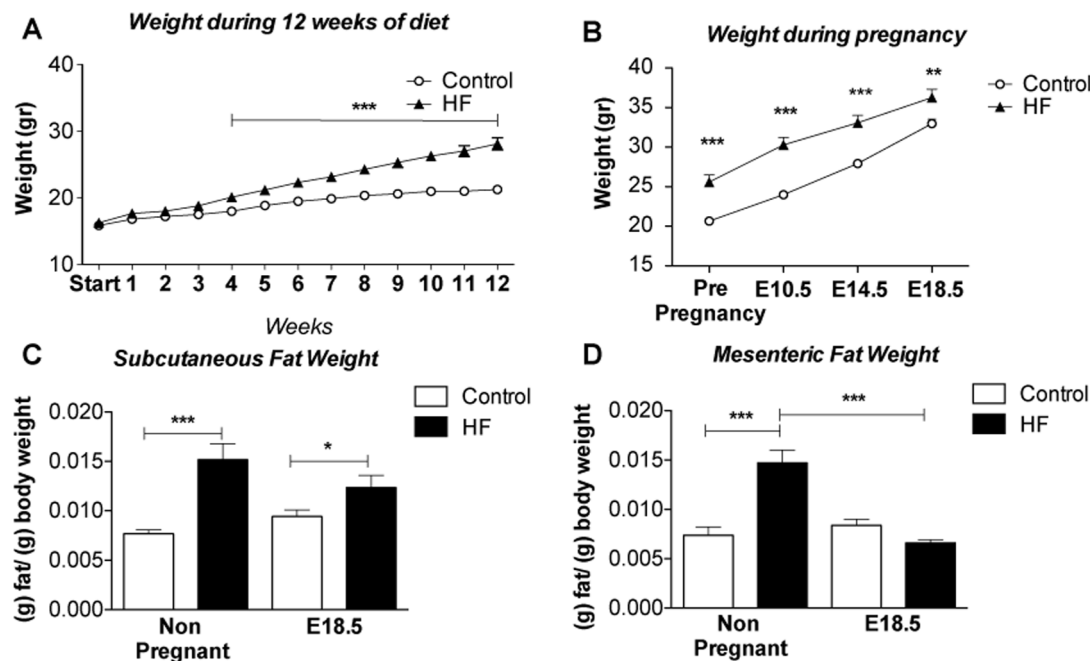 A
Weight during 12 weeks of diet
Weight (gr)
40
30
20
10
Control
HF
***
Start 1 2 3 4 5 6 7 8 9 10 11 12
Weeks
B
Weight during pregnancy
Weight (gr)
40
35
30
25
20
Control
HF
***
***
***
**
Pre E10.5 E14.5 E18.5
Pregnancy
C
Subcutaneous Fat Weight
(g) fat/ (g) body weight
0.020
0.015
0.010
0.005
0.000
Control
HF
***
*
Non E18.5
Pregnant
D
Mesenteric Fat Weight
(g) fat/ (g) body weight
0.020
0.015
0.010
0.005
0.000
Control
HF
***
***
Non E18.5
Pregnant